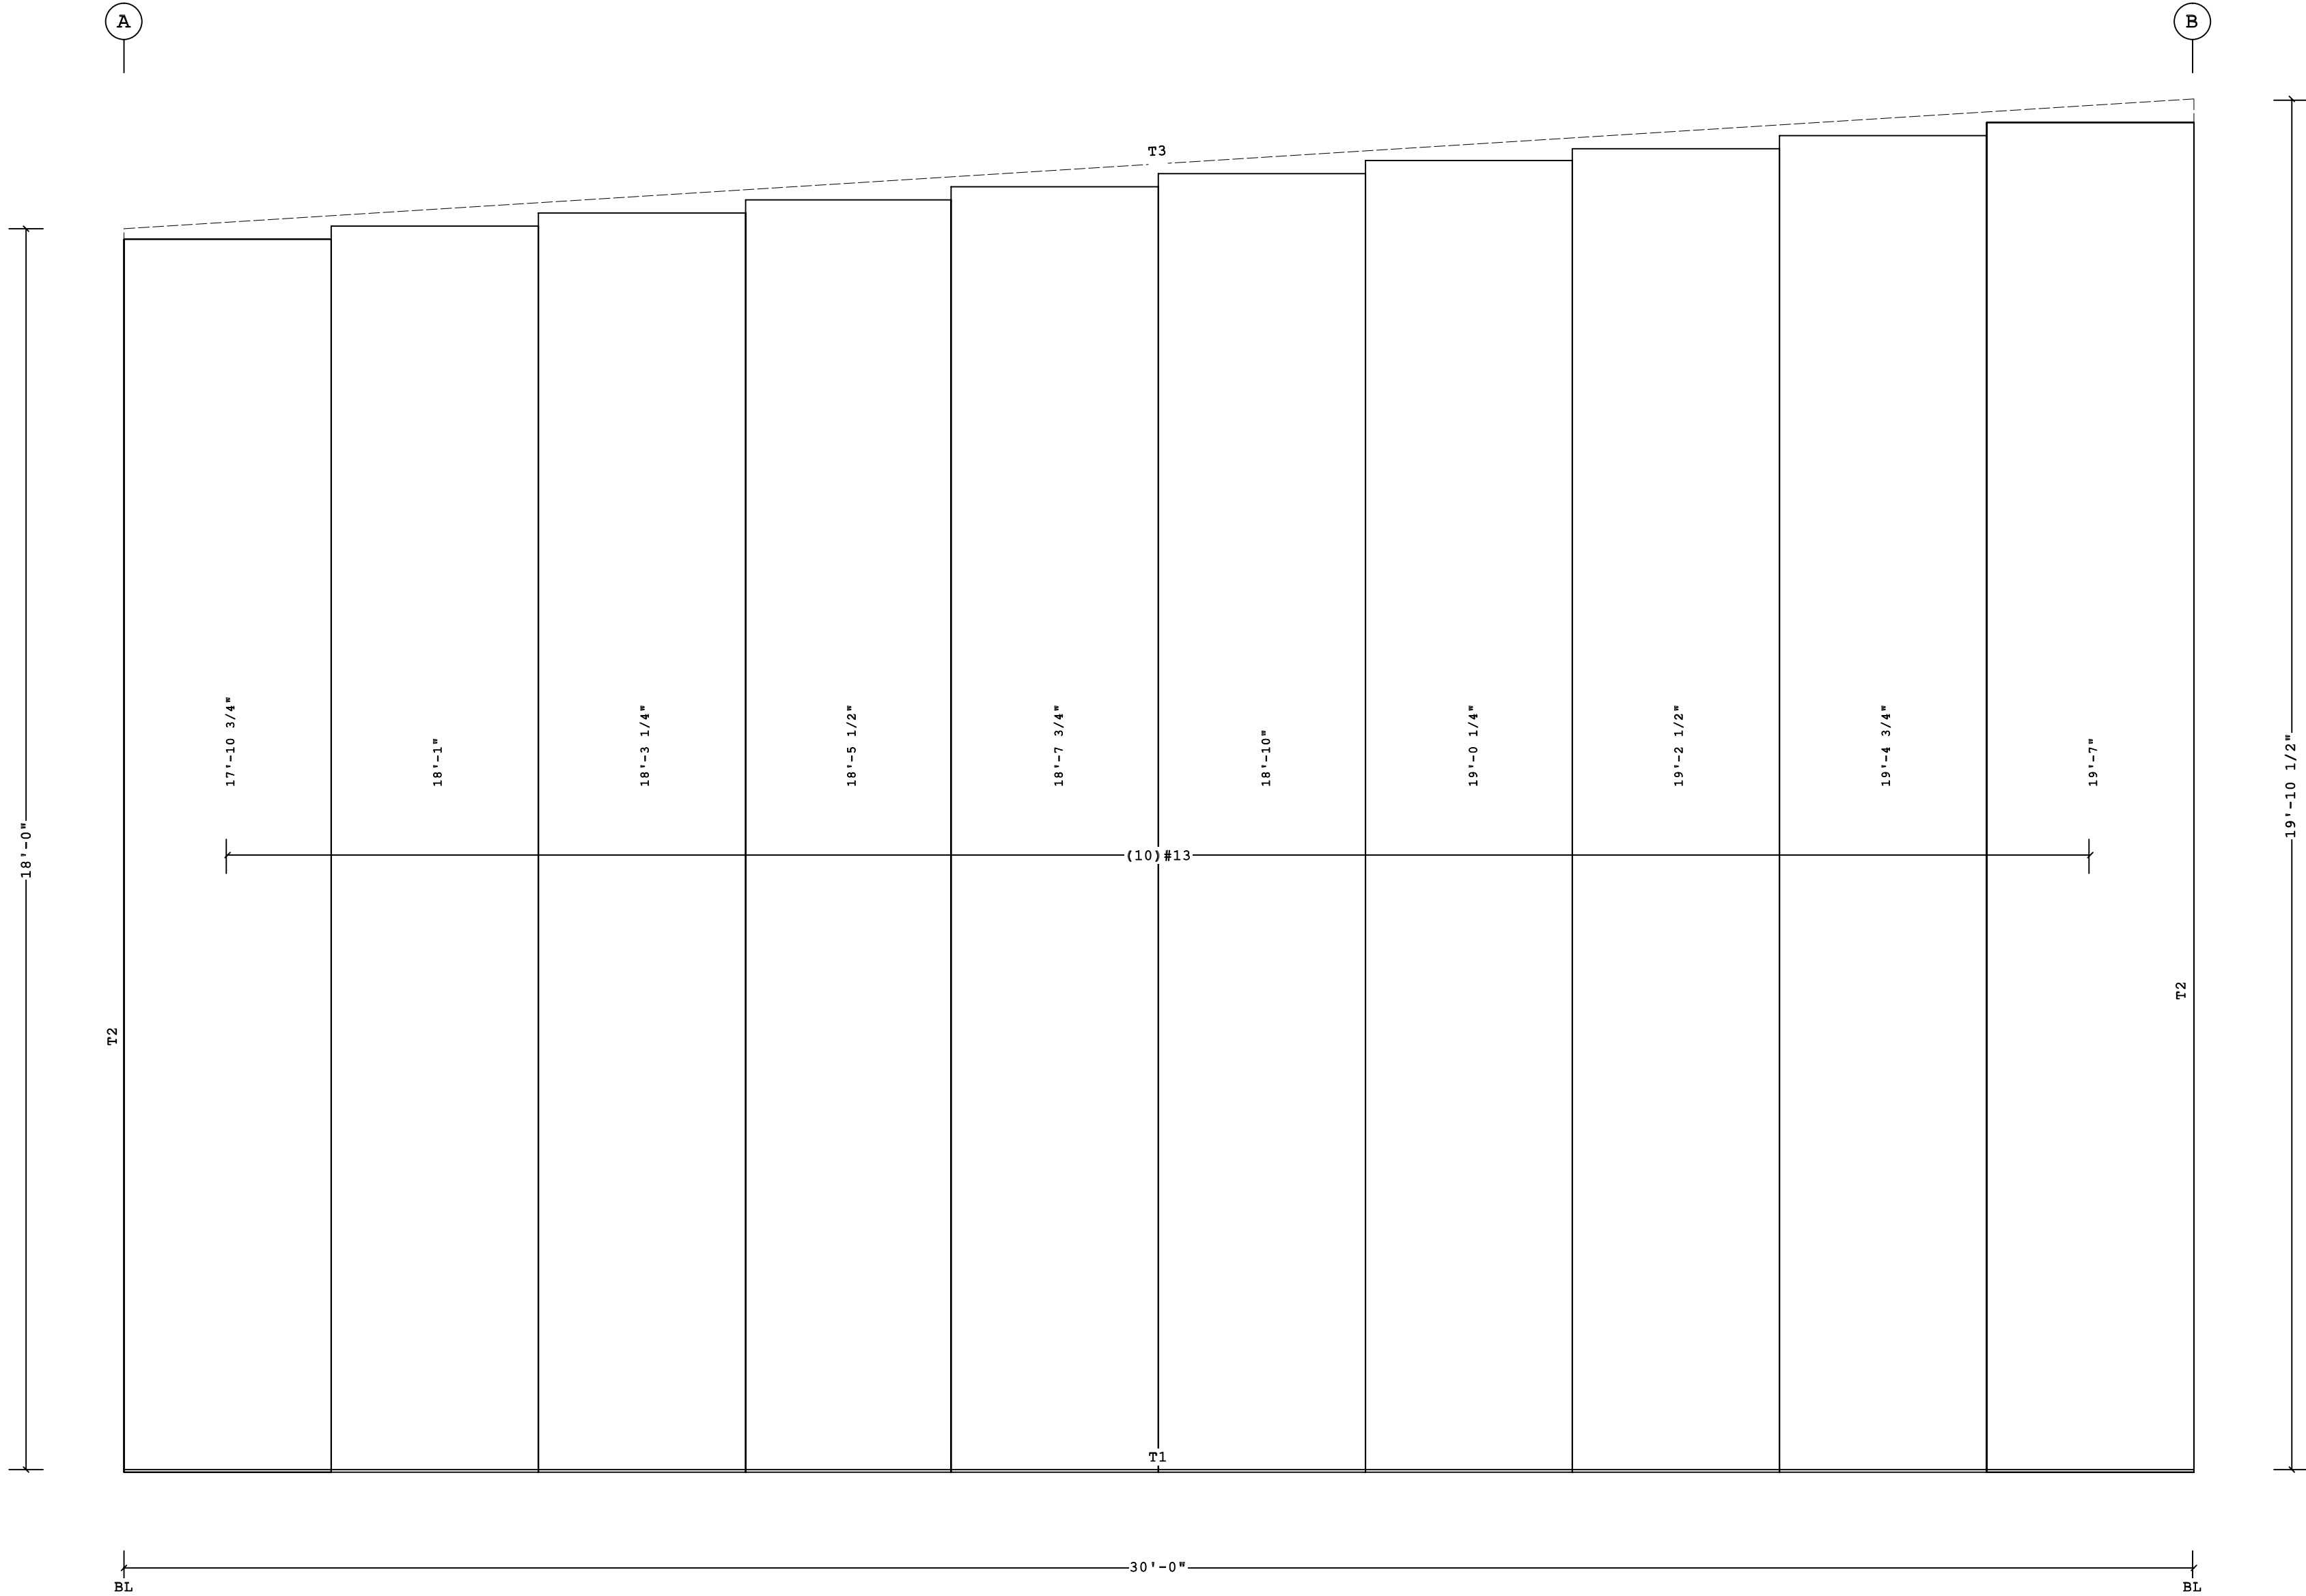 A
B
T3
17'-10 3/4"
18'-1"
18'-3 1/4"
18'-5 1/2"
18'-7 3/4"
18'-10"
19'-0 1/4"
19'-2 1/2"
19'-4 3/4"
19'-7"
18'-0"
19'-10 1/2"
(10)#13
T2
T2
T1
30'-0"
BL
BL